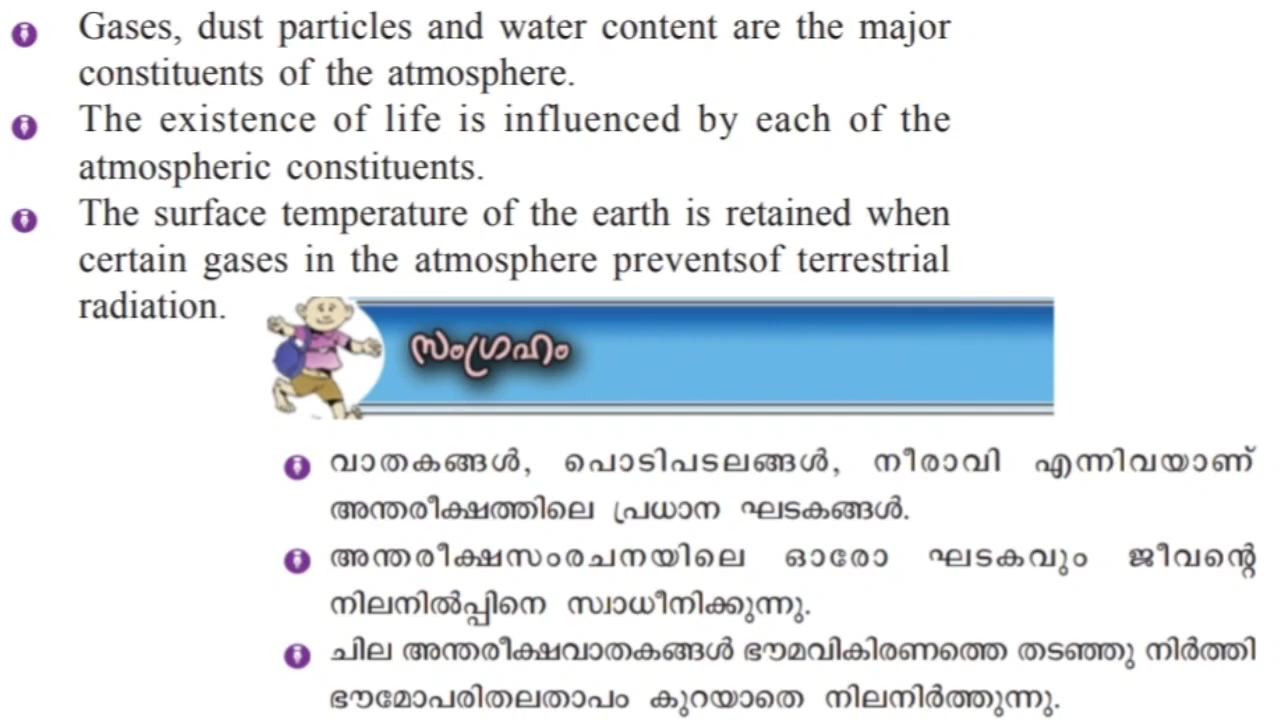 Gases, dust particles and water content are the major
constituents of the atmosphere.
The existence of life is influenced by each of the
atmospheric constituents.
The surface temperature of the earth is retained when
certain gases in the atmosphere preventsof terrestrial
radiation.
സംഗ്രഹം
വാതകങ്ങൾ, പൊടിപടലങ്ങൾ, നീരാവി എന്നിവയാണ്
അന്തരീക്ഷത്തിലെ പ്രധാന ഘടകങ്ങൾ.
അന്തരീക്ഷസംരചനയിലെ ഓരോ ഘടകവും ജീവന്റെ
നിലനിൽപ്പിനെ സ്വാധീനിക്കുന്നു.
ചില അന്തരീക്ഷവാതകങ്ങൾ ഭൗമവികിരണത്തെ തടഞ്ഞു നിർത്തി
ഭൗമോപരിതലതാപം കുറയാതെ നിലനിർത്തുന്നു.